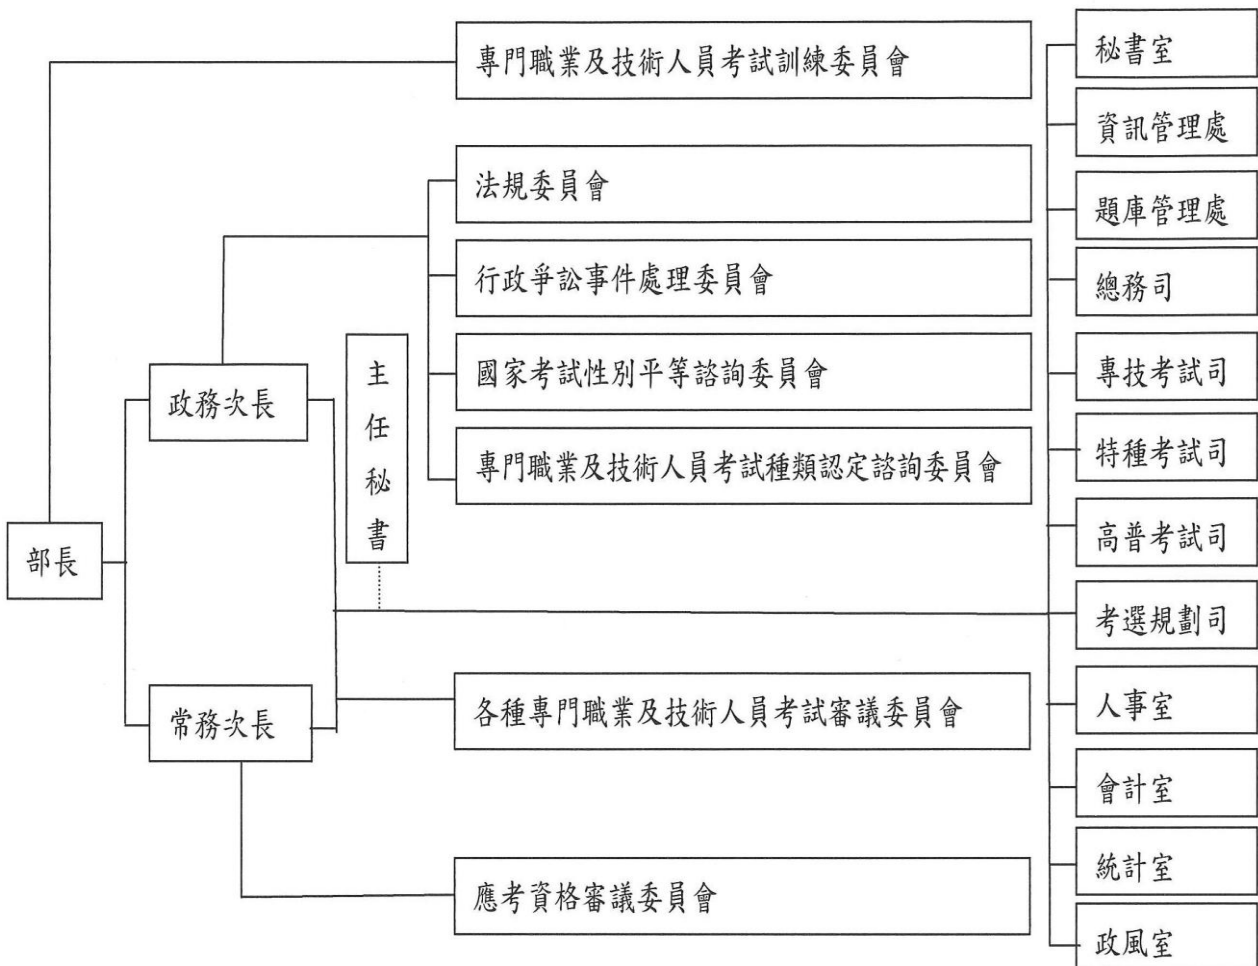 專門職業及技術人員考試訓練委員會
法規委員會
行政爭訟事件處理委員會
國家考試性別平等諮詢委員會
專門職業及技術人員考試種類認定諮詢委員會
政務次長
主任秘書
部長
常務次長
各種專門職業及技術人員考試審議委員會
應考資格審議委員會
秘書室
資訊管理處
題庫管理處
總務司
專技考試司
特種考試司
高普考試司
考選規劃司
人事室
會計室
統計室
政風室